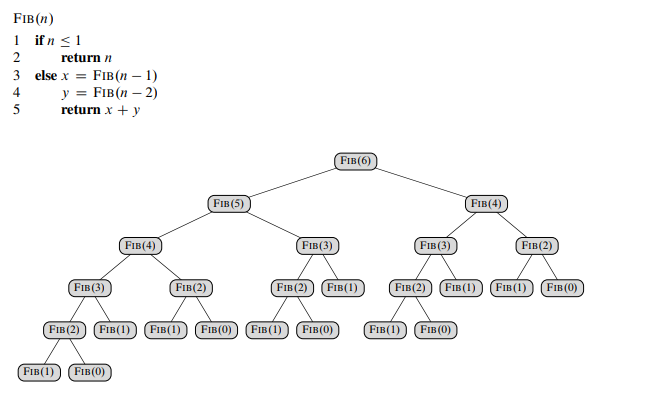 FIB(n)
1 if n ≤ 1
2 return n
3 else x = FIB(n − 1)
4 y = FIB(n − 2)
5 return x + y
FIB(6)
FIB(5) FIB(4)
FIB(4) FIB(3) FIB(3) FIB(2)
FIB(3) FIB(2) FIB(2) FIB(1) FIB(2) FIB(1) FIB(1) FIB(0)
FIB(2) FIB(1) FIB(1) FIB(0) FIB(1) FIB(0) FIB(1) FIB(0)
FIB(1) FIB(0)